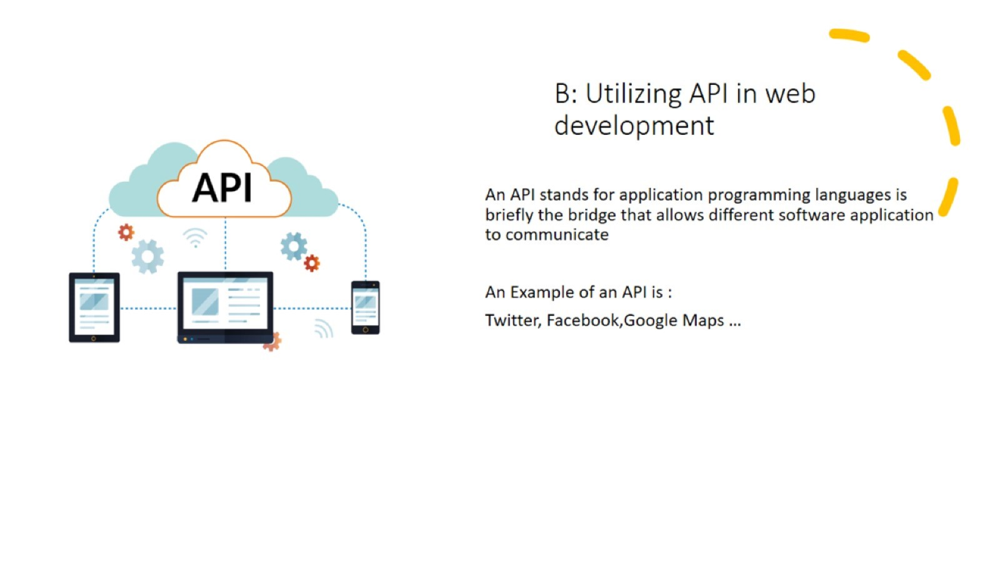 API
B: Utilizing API in web
development
An API stands for application programming languages is
briefly the bridge that allows different software application
to communicate
An Example of an API is :
Twitter, Facebook,Google Maps ...